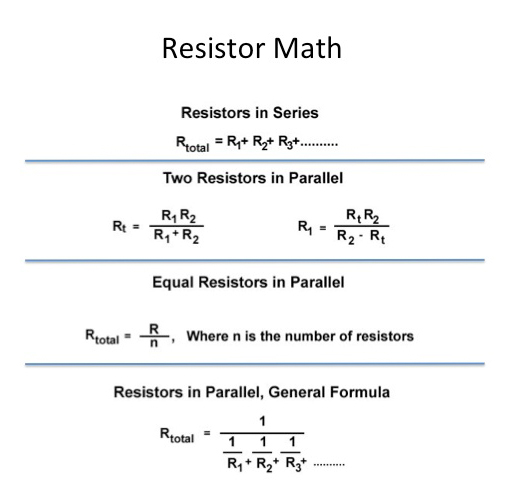 Resistor Math
Resistors in Series
Rtotal = R1+ R2+ R3+..........
Two Resistors in Parallel
Rt = R1 R2 / R1 + R2    R1 = Rt R2 / R2 - Rt
Equal Resistors in Parallel
Rtotal = R / n, Where n is the number of resistors
Resistors in Parallel, General Formula
Rtotal = 1 / 1/R1 + 1/R2 + 1/R3 + ..........